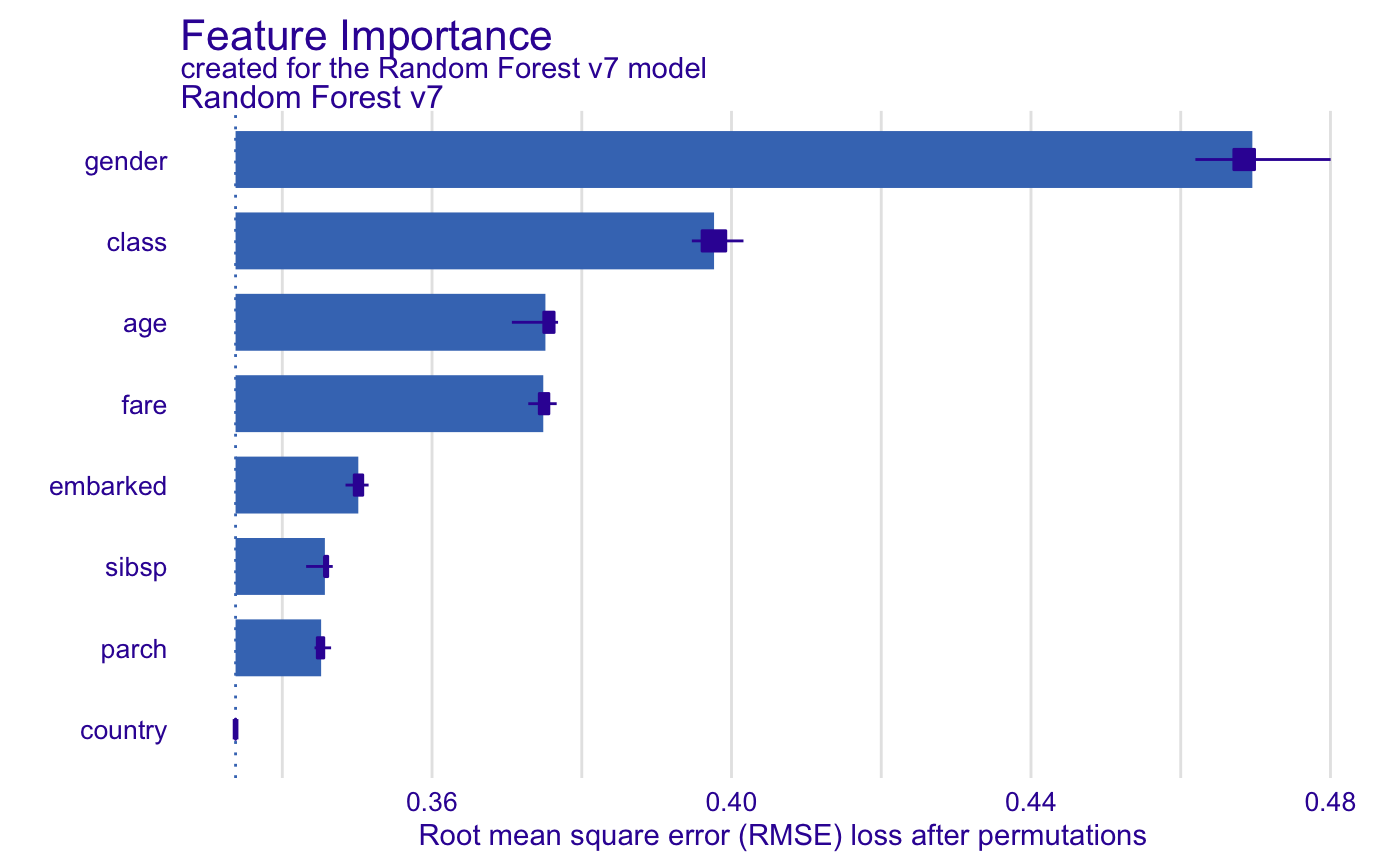 Feature Importance
created for the Random Forest v7 model
Random Forest v7
gender
class
age
fare
embarked
sibsp
parch
country
0.36 0.40 0.44 0.48
Root mean square error (RMSE) loss after permutations